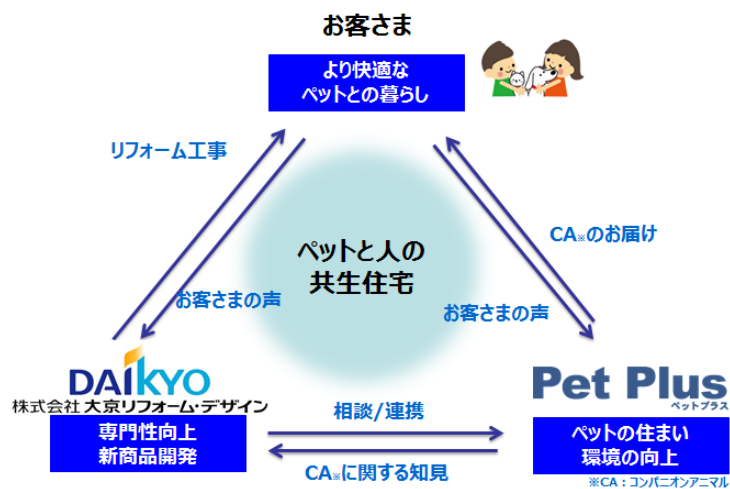 お客さま
より快適な
ペットとの暮らし
リフォーム工事
CA※のお届け
ペットと人の
共生住宅
お客さまの声
お客さまの声
DAIKYO
株式会社 大京リフォーム・デザイン
専門性向上
新商品開発
相談/連携
CA※に関する知見
Pet Plus
ペットプラス
ペットの住まい
環境の向上
※CA：コンパニオンアニマル